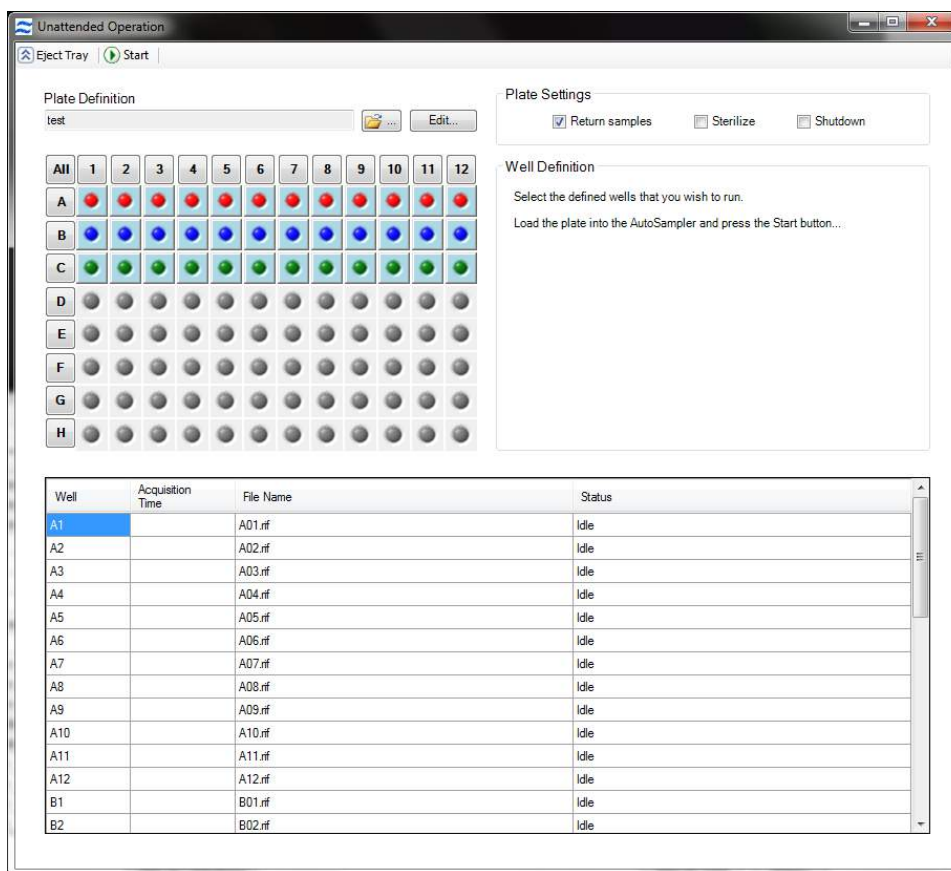 Unattended Operation
Eject Tray Start
Plate Definition
test
... Edit...
Plate Settings
Return samples Sterilize Shutdown
All 1 2 3 4 5 6 7 8 9 10 11 12
A
B
C
D
E
F
G
H
Well Definition
Select the defined wells that you wish to run.
Load the plate into the AutoSampler and press the Start button...
Well Acquisition Time File Name Status
A1 A01.rif Idle
A2 A02.rif Idle
A3 A03.rif Idle
A4 A04.rif Idle
A5 A05.rif Idle
A6 A06.rif Idle
A7 A07.rif Idle
A8 A08.rif Idle
A9 A09.rif Idle
A10 A10.rif Idle
A11 A11.rif Idle
A12 A12.rif Idle
B1 B01.rif Idle
B2 B02.rif Idle